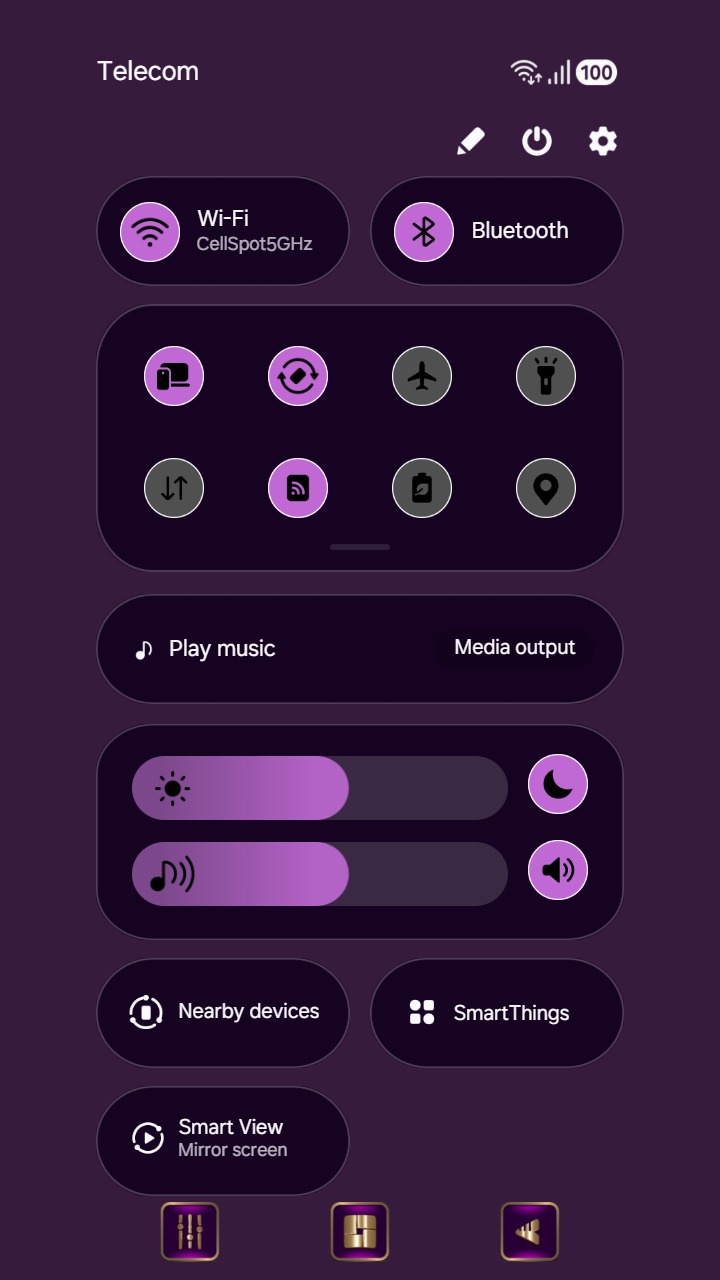 Telecom
100
Wi-Fi
CellSpot5GHz
Bluetooth
Play music
Media output
Nearby devices
SmartThings
Smart View
Mirror screen